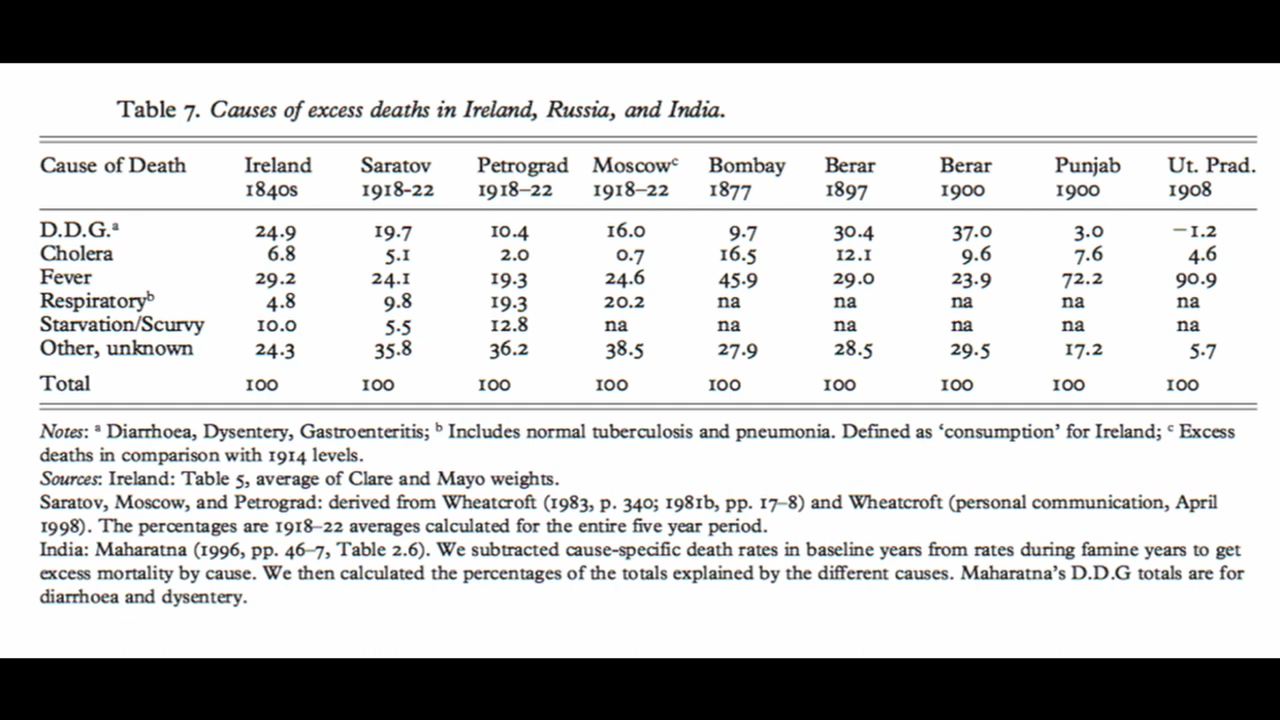 Table 7. Causes of excess deaths in Ireland, Russia, and India.
Cause of Death Ireland Saratov Petrograd Moscowᶜ Bombay Berar Berar Punjab Ut. Prad.
1840s 1918-22 1918–22 1918–22 1877 1897 1900 1900 1908
D.D.G.ᵃ 24.9 19.7 10.4 16.0 9.7 30.4 37.0 3.0 −1.2
Cholera 6.8 5.1 2.0 0.7 16.5 12.1 9.6 7.6 4.6
Fever 29.2 24.1 19.3 24.6 45.9 29.0 23.9 72.2 90.9
Respiratoryᵇ 4.8 9.8 19.3 20.2 na na na na na
Starvation/Scurvy 10.0 5.5 12.8 na na na na na na
Other, unknown 24.3 35.8 36.2 38.5 27.9 28.5 29.5 17.2 5.7
Total 100 100 100 100 100 100 100 100 100
Notes: ᵃ Diarrhoea, Dysentery, Gastroenteritis; ᵇ Includes normal tuberculosis and pneumonia. Defined as ‘consumption’ for Ireland; ᶜ Excess
deaths in comparison with 1914 levels.
Sources: Ireland: Table 5, average of Clare and Mayo weights.
Saratov, Moscow, and Petrograd: derived from Wheatcroft (1983, p. 340; 1981b, pp. 17–8) and Wheatcroft (personal communication, April
1998). The percentages are 1918–22 averages calculated for the entire five year period.
India: Maharatna (1996, pp. 46–7, Table 2.6). We subtracted cause-specific death rates in baseline years from rates during famine years to get
excess mortality by cause. We then calculated the percentages of the totals explained by the different causes. Maharatna’s D.D.G totals are for
diarrhoea and dysentery.